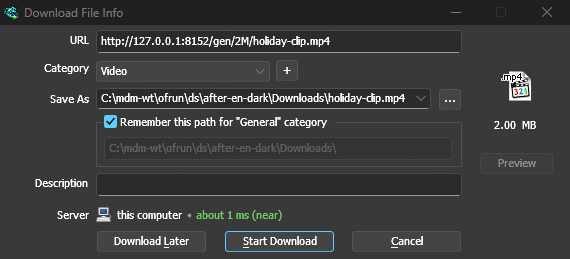 Download File Info
URL http://127.0.0.1:8152/gen/2M/holiday-clip.mp4
Category Video +
.mp4
321
Save As C:\mdm-wt\ofrun\ds\after-en-dark\Downloads\holiday-clip.mp4 ...
2.00 MB
Remember this path for "General" category
C:\mdm-wt\ofrun\ds\after-en-dark\Downloads\
Preview
Description
Server this computer • about 1 ms (near)
Download Later Start Download Cancel